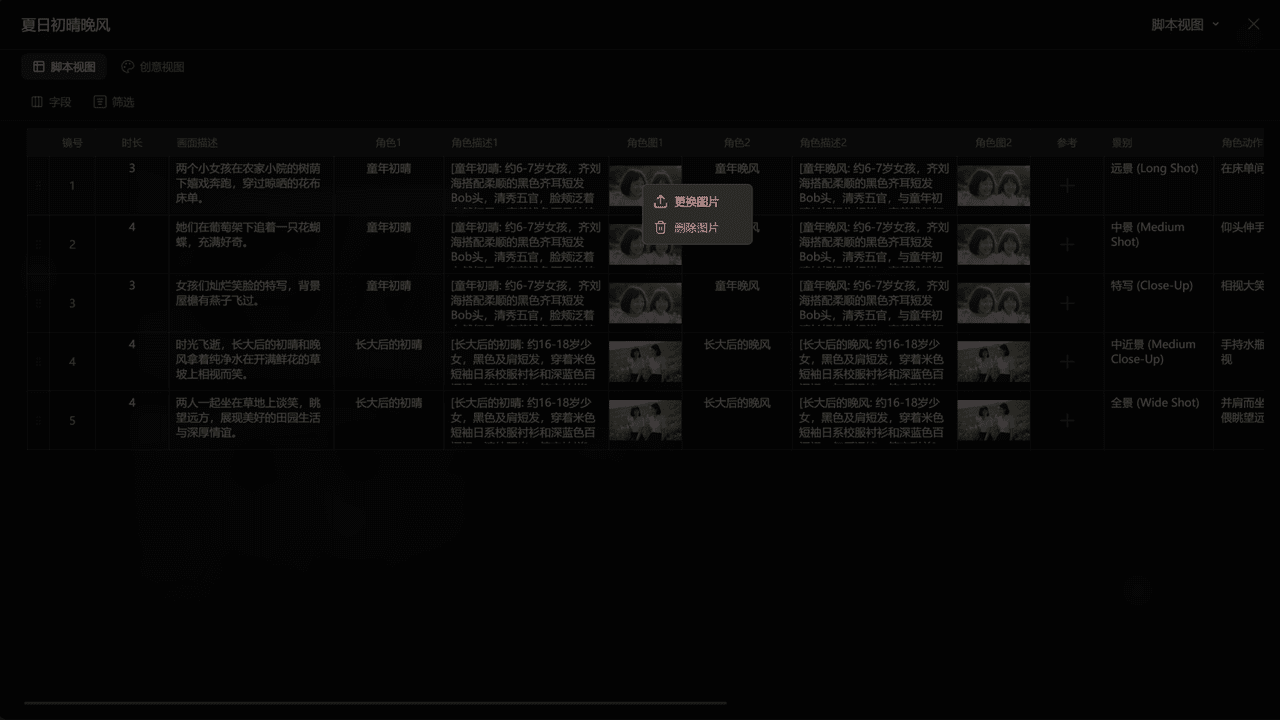 夏日初晴晚风
脚本视图
脚本视图 创意视图
字段 筛选
编号 时长 画面描述 角色1 角色描述1 角色图1 角色2 角色描述2 角色图2 参考 景别 角色动作
1
3
两个小女孩在农家小院的树荫
下嬉戏奔跑，穿过晾晒的花布
床单。
童年初晴
[童年初晴: 约6-7岁女孩，齐刘
海搭配柔顺的黑色齐耳短发
Bob头，清秀五官，脸颊泛着
童年晚风
[童年晚风: 约6-7岁女孩，齐刘
海搭配柔顺的黑色齐耳短发
Bob头，清秀五官，与童年初
远景 (Long Shot)
在床单间
更换图片
删除图片
2
4
她们在葡萄架下追着一只花蝴
蝶，充满好奇。
童年初晴
[童年初晴: 约6-7岁女孩，齐刘
海搭配柔顺的黑色齐耳短发
Bob头，清秀五官，脸颊泛着
[童年晚风: 约6-7岁女孩，齐刘
海搭配柔顺的黑色齐耳短发
Bob头，清秀五官，与童年初
中景 (Medium
Shot)
仰头伸手
3
3
女孩们灿烂笑脸的特写，背景
屋檐有燕子飞过。
童年初晴
[童年初晴: 约6-7岁女孩，齐刘
海搭配柔顺的黑色齐耳短发
Bob头，清秀五官，脸颊泛着
童年晚风
[童年晚风: 约6-7岁女孩，齐刘
海搭配柔顺的黑色齐耳短发
Bob头，清秀五官，与童年初
特写 (Close-Up)
相视大笑
4
4
时光飞逝，长大后的初晴和晚
风拿着纯净水在开满鲜花的草
坡上相视而笑。
长大后的初晴
[长大后的初晴: 约16-18岁少
女，黑色及肩短发，穿着米色
短袖日系校服衬衫和深蓝色百
长大后的晚风
[长大后的晚风: 约16-18岁少
女，黑色及肩短发，穿着米色
短袖日系校服衬衫和深蓝色百
中近景 (Medium
Close-Up)
手持水瓶
视
5
4
两人一起坐在草地上谈笑，眺
望远方，展现美好的田园生活
与深厚情谊。
长大后的初晴
[长大后的初晴: 约16-18岁少
女，黑色及肩短发，穿着米色
短袖日系校服衬衫和深蓝色百
长大后的晚风
[长大后的晚风: 约16-18岁少
女，黑色及肩短发，穿着米色
短袖日系校服衬衫和深蓝色百
全景 (Wide Shot)
并肩而坐
偎眺望远